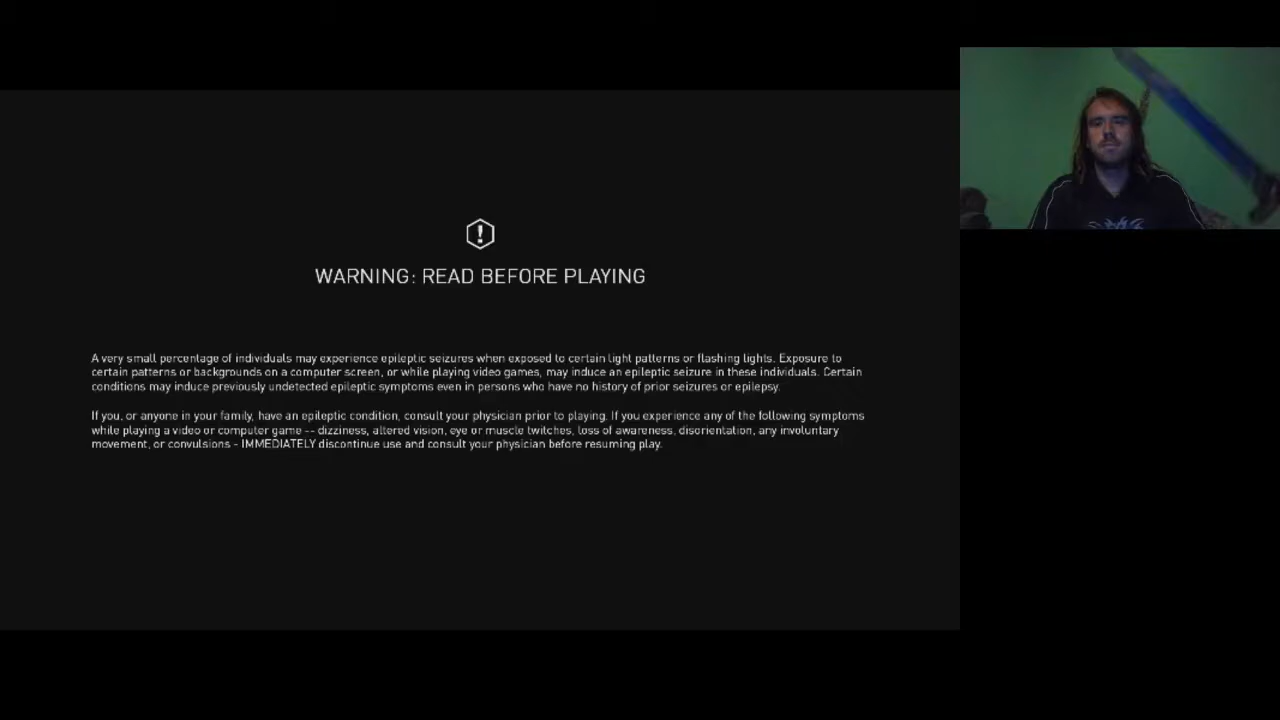 WARNING: READ BEFORE PLAYING
A very small percentage of individuals may experience epileptic seizures when exposed to certain light patterns or flashing lights. Exposure to
certain patterns or backgrounds on a computer screen, or while playing video games, may induce an epileptic seizure in these individuals. Certain
conditions may induce previously undetected epileptic symptoms even in persons who have no history of prior seizures or epilepsy.
If you, or anyone in your family, have an epileptic condition, consult your physician prior to playing. If you experience any of the following symptoms
while playing a video or computer game -- dizziness, altered vision, eye or muscle twitches, loss of awareness, disorientation, any involuntary
movement, or convulsions - IMMEDIATELY discontinue use and consult your physician before resuming play.